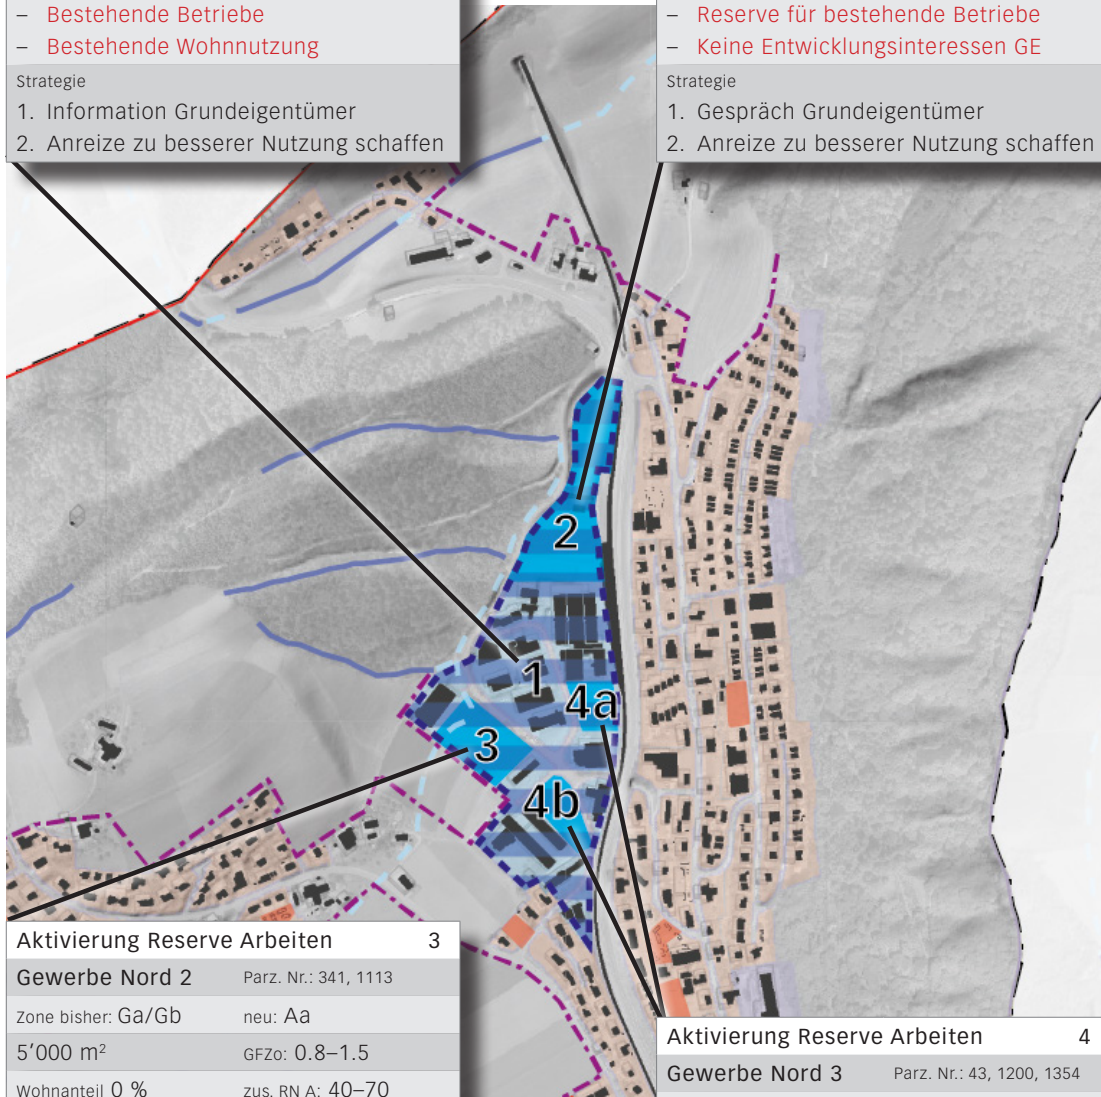 – Bestehende Betriebe
– Bestehende Wohnnutzung
Strategie
1. Information Grundeigentümer
2. Anreize zu besserer Nutzung schaffen
– Reserve für bestehende Betriebe
– Keine Entwicklungsinteressen GE
Strategie
1. Gespräch Grundeigentümer
2. Anreize zu besserer Nutzung schaffen
2
1
4a
3
4b
Aktivierung Reserve Arbeiten 3
Gewerbe Nord 2 Parz. Nr.: 341, 1113
Zone bisher: Ga/Gb neu: Aa
5’000 m² GFZo: 0.8–1.5
Wohnanteil 0 % zus. RN A: 40–70
Aktivierung Reserve Arbeiten 4
Gewerbe Nord 3 Parz. Nr.: 43, 1200, 1354